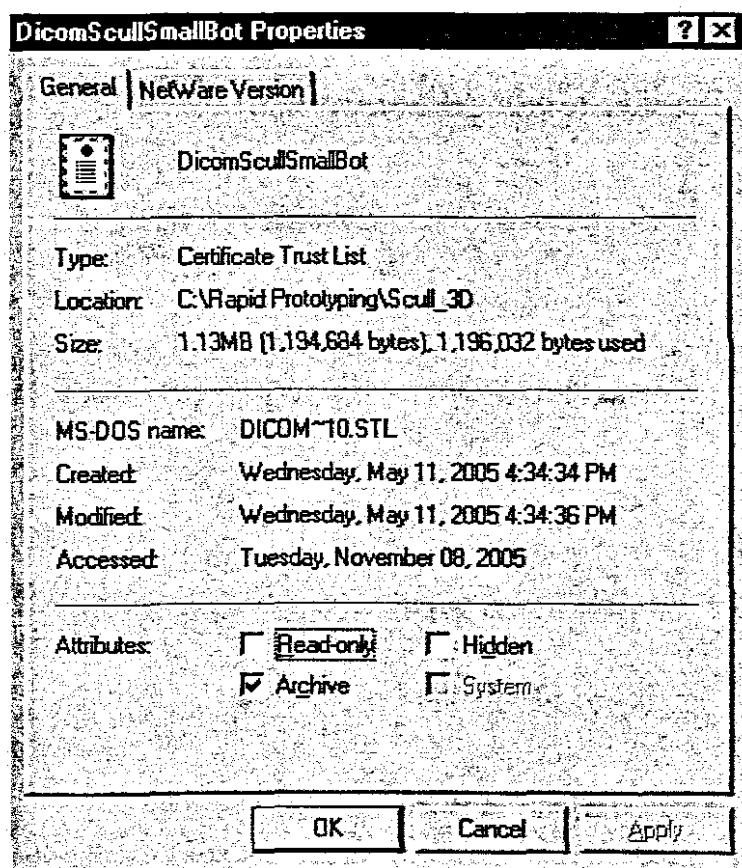 DicomScullSmallBot Properties ? ×
General NetWare Version
DicomScullSmallBot
Type: Certificate Trust List
Location: C:\Rapid Prototyping\Scull_3D
Size: 1.13MB (1,194,684 bytes), 1,196,032 bytes used
MS-DOS name: DICOM~10.STL
Created: Wednesday, May 11, 2005 4:34:34 PM
Modified: Wednesday, May 11, 2005 4:34:36 PM
Accessed: Tuesday, November 08, 2005
Attributes: Read-only Hidden
Archive System
OK Cancel Apply